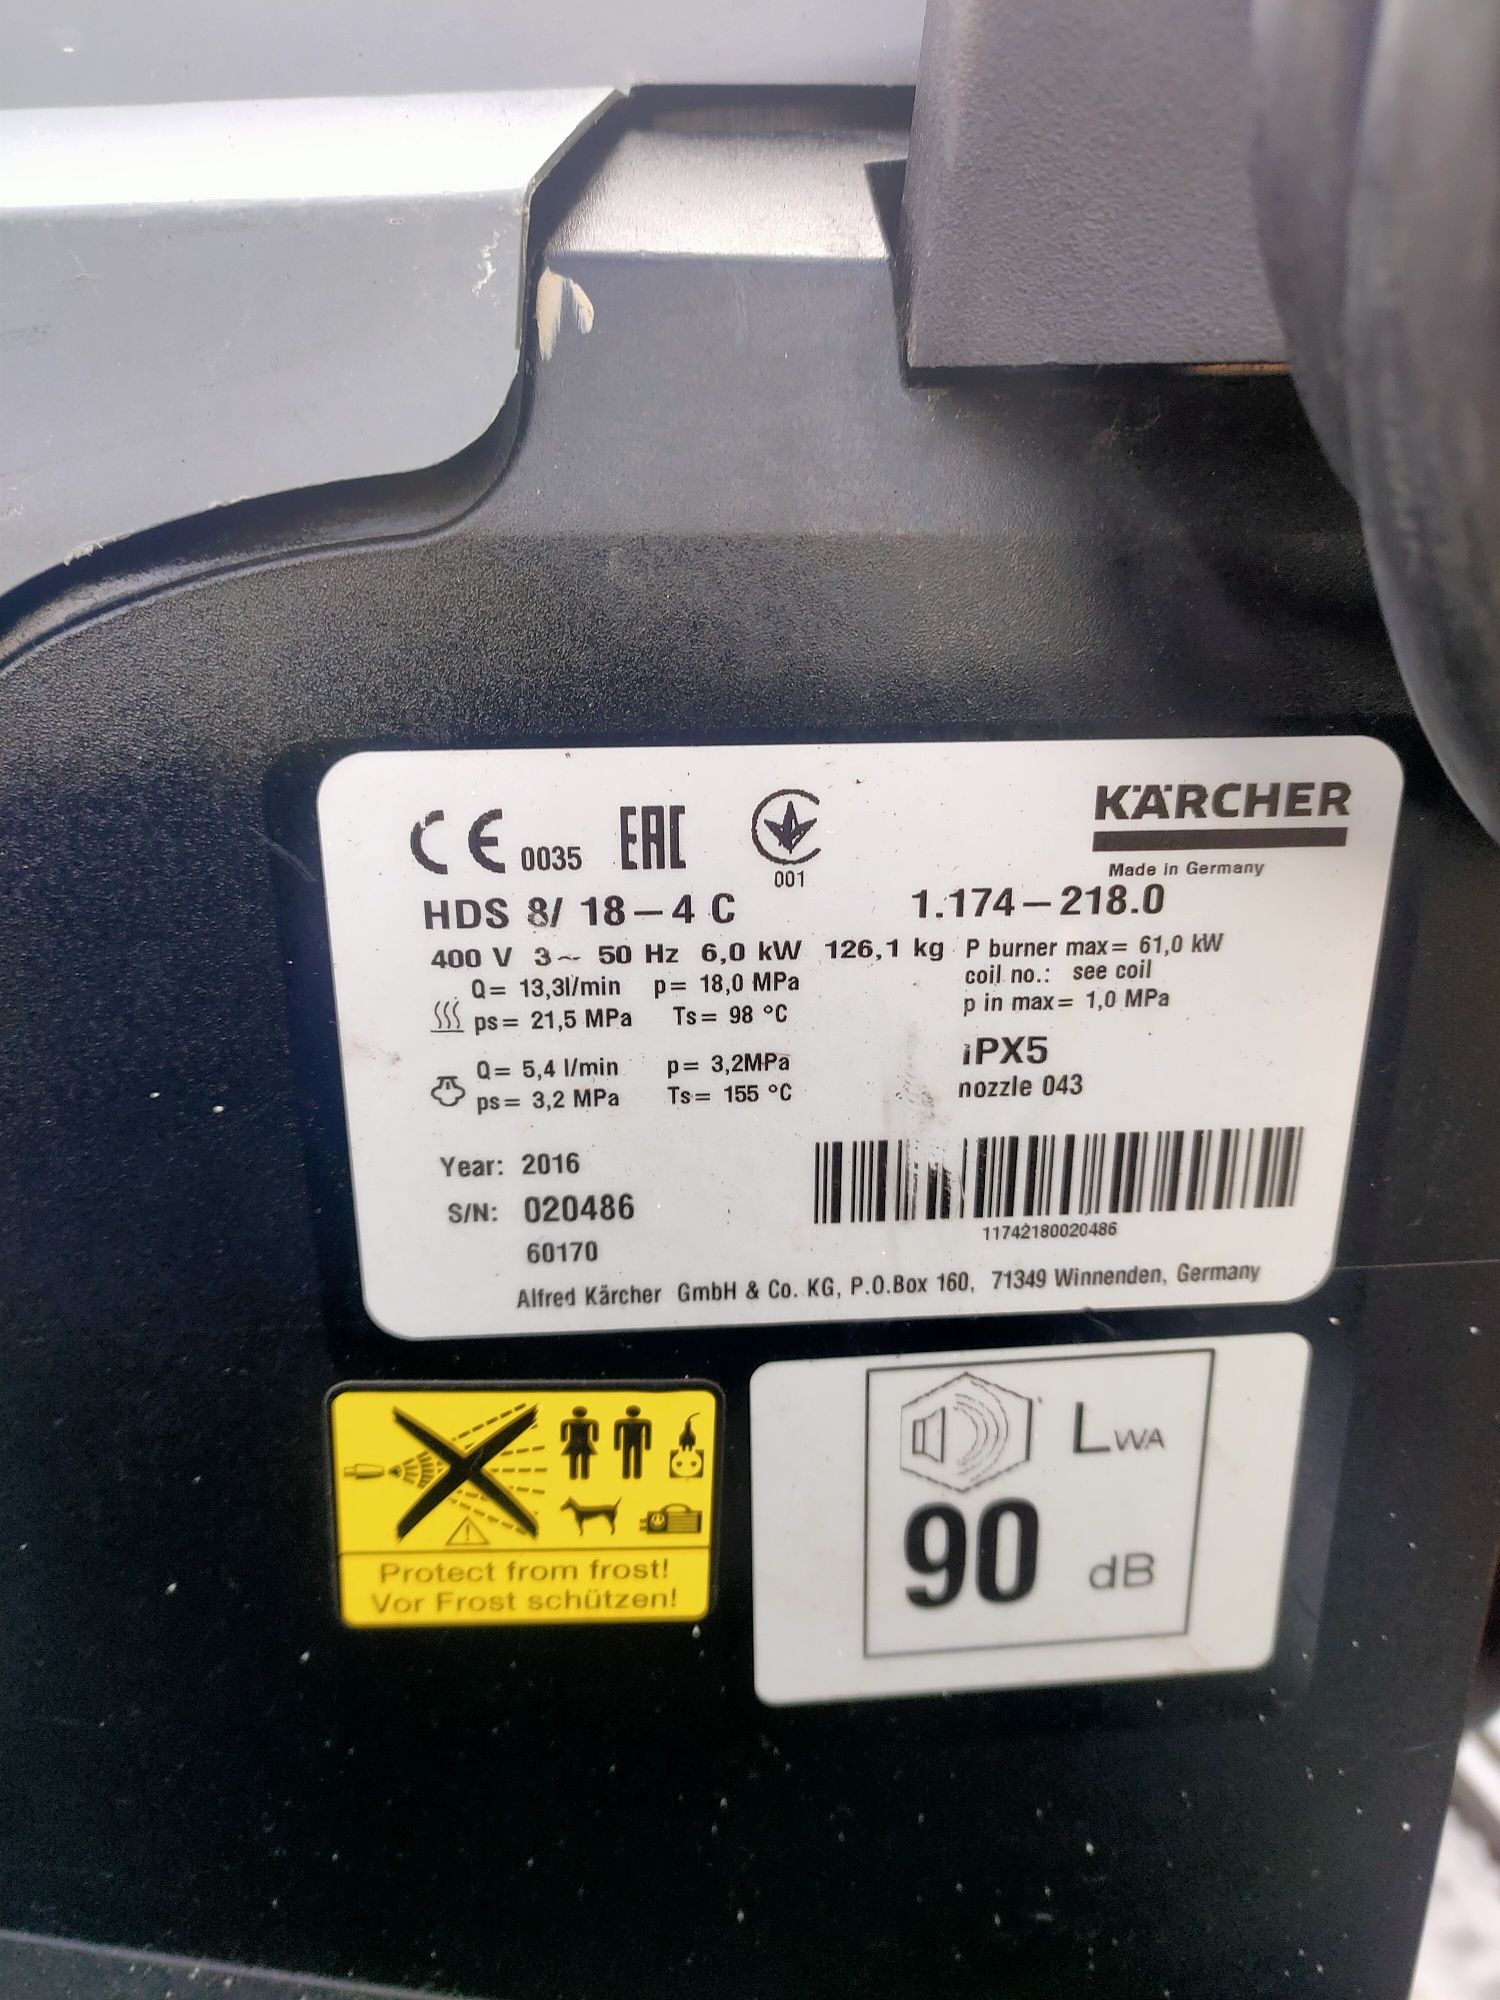 CE 0035 EAC 001 KÄRCHER
Made in Germany
HDS 8/ 18-4 C 1.174-218.0
400 V 3~ 50 Hz 6,0 kW 126,1 kg P burner max= 61,0 kW
coil no.: see coil
Q= 13,3l/min p= 18,0 MPa
p in max= 1,0 MPa
ps= 21,5 MPa Ts= 98 °C
iPX5
Q= 5,4 l/min p= 3,2MPa
nozzle 043
ps= 3,2 MPa Ts= 155 °C
Year: 2016
S/N: 020486
11742180020486
60170
Alfred Kärcher GmbH & Co. KG, P.O.Box 160, 71349 Winnenden, Germany
Protect from frost!
Vor Frost schützen!
LWA
90 dB